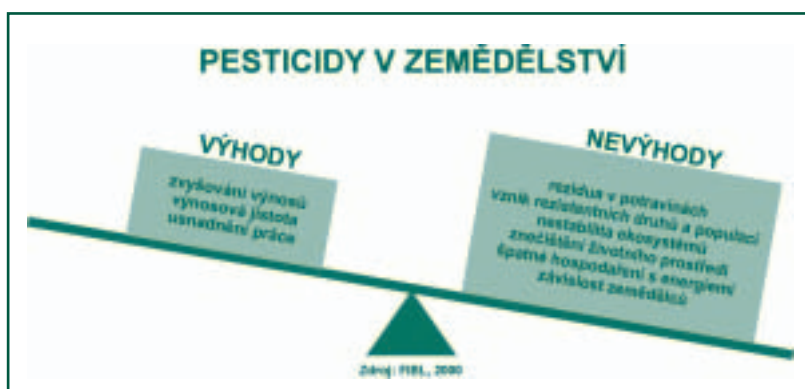 PESTICIDY V ZEMĚDĚLSTVÍ
VÝHODY
zvyšování výnosů
výnosová jistota
usnadnění práce
NEVÝHODY
rezidua v potravinách
vznik rezistentních druhů a populací
nestabilita ekosystémů
znečištění životního prostředí
špatné hospodaření s energiemi
závislost zemědělců
Zdroj: FIBL, 2000